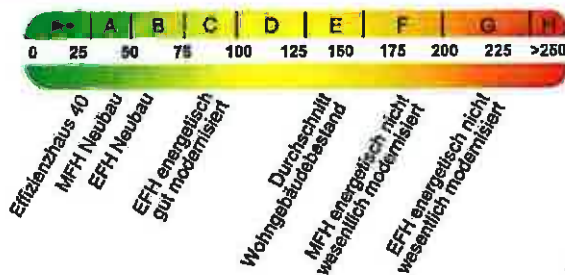 A+ A B C D E F G H
0 25 50 75 100 125 150 175 200 225 >250
Effizienzhaus 40
MFH Neubau
EFH Neubau
EFH energetisch
gut modernisiert
Durchschnitt
Wohngebäudebestand
MFH energetisch nicht
wesentlich modernisiert
EFH energetisch nicht
wesentlich modernisiert